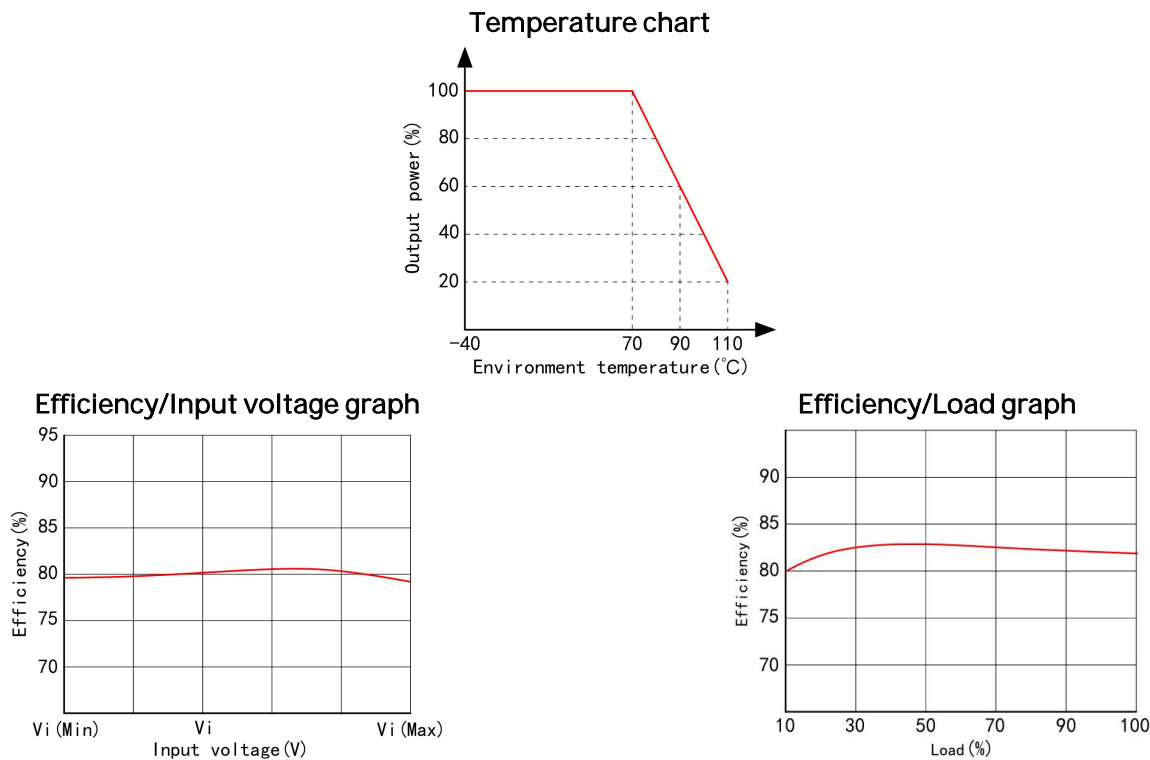 Temperature chart
100
80
60
40
20
Output power(%)
-40 70 90 110
Environment temperature(℃)
Efficiency/Input voltage graph
95
90
85
80
75
70
Efficiency(%)
Vi(Min) Vi Vi(Max)
Input voltage(V)
Efficiency/Load graph
90
85
80
75
70
Efficiency(%)
10 30 50 70 90 100
Load(%)